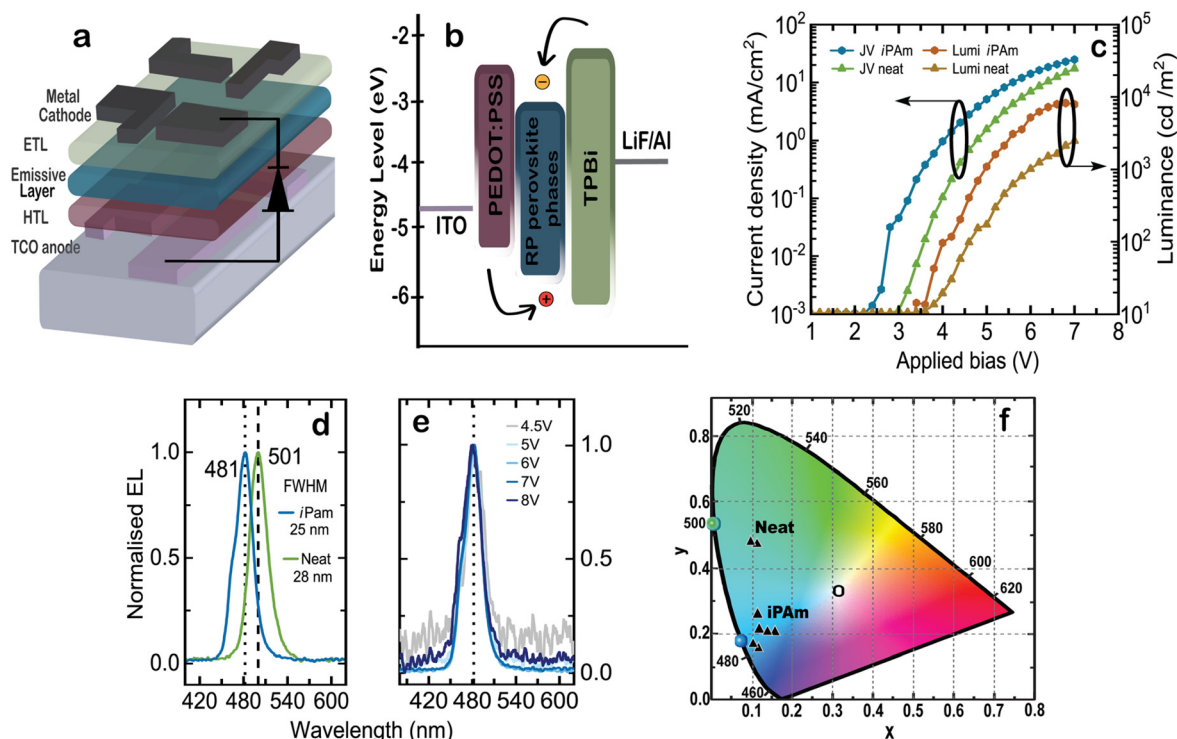 a
Metal
Cathode
ETL
Emissive
Layer
HTL
TCO anode
b
Energy Level (eV)
-2
-3
-4
-5
-6
ITO
PEDOT:PSS
RP perovskite
phases
TPBi
LiF/Al
−
+
c
Current density (mA/cm²)
10²
10¹
10⁰
10⁻¹
10⁻²
10⁻³
JV iPAm
JV neat
Lumi iPAm
Lumi neat
10⁵
10⁴
10³
10²
10¹
Luminance (cd /m²)
1 2 3 4 5 6 7 8
Applied bias (V)
d
Normalised EL
1.0
0.5
0.0
481
501
FWHM
iPam
25 nm
Neat
28 nm
420 480 540 600
e
4.5V
5V
6V
7V
8V
1.0
0.5
0.0
420 480 540 600
Wavelength (nm)
f
y
0.8
0.6
0.4
0.2
0.0
520
540
560
580
600
620
500
480
460
Neat
iPAm
0.1 0.2 0.3 0.4 0.5 0.6 0.7 0.8
x